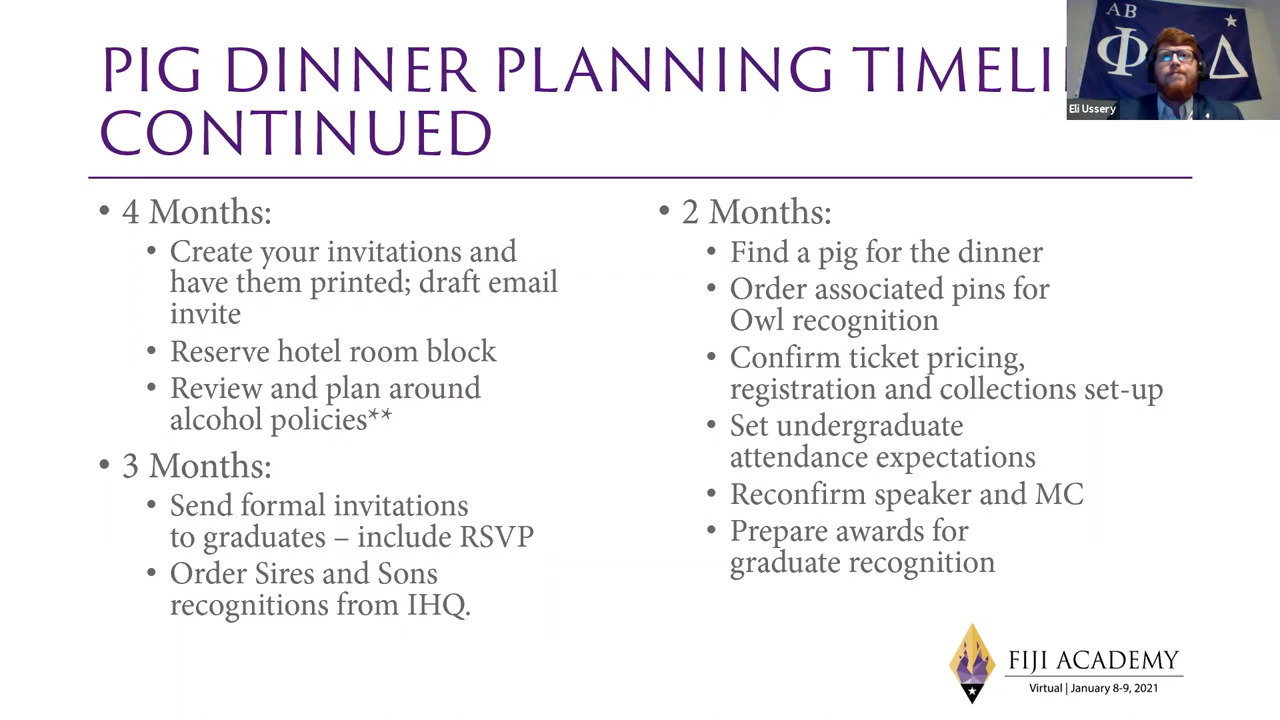 PIG DINNER PLANNING TIMELI
CONTINUED
• 4 Months:
• Create your invitations and
have them printed; draft email
invite
• Reserve hotel room block
• Review and plan around
alcohol policies**
• 3 Months:
• Send formal invitations
to graduates – include RSVP
• Order Sires and Sons
recognitions from IHQ.
• 2 Months:
• Find a pig for the dinner
• Order associated pins for
Owl recognition
• Confirm ticket pricing,
registration and collections set-up
• Set undergraduate
attendance expectations
• Reconfirm speaker and MC
• Prepare awards for
graduate recognition
ΑΒ
Φ Δ
Eli Ussery
FIJI ACADEMY
Virtual | January 8-9, 2021